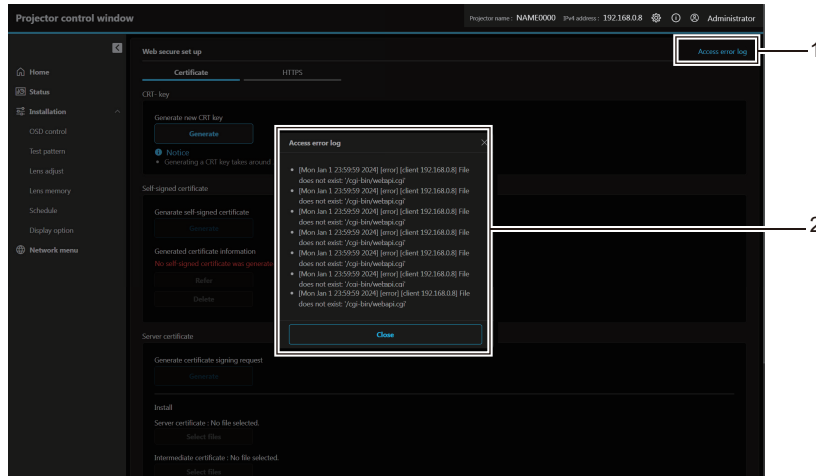 Projector control window
Projector name : NAME0000 IPv4 address : 192.168.0.8 Administrator
Web secure set up
Access error log
1
Certificate HTTPS
Home
Status
Installation
OSD control
Test pattern
Lens adjust
Lens memory
Schedule
Display option
Network menu
CRT- key
Generate new CRT key
Generate
Notice
• Generating a CRT key takes around
Self-signed certificate
Genarate self-signed certificate
Generate
Generated certificate information
No self-signed certificate was generate
Refer
Delete
Server certificate
Genarate certificate signing request
Generate
Install
Server certificate : No file selected.
Select files
Intermediate certificate : No file selected.
Select files
Access error log
• [Mon Jan 1 23:59:59 2024] [error] [client 192.168.0.8] File
does not exist: '/cgi-bin/webapi.cgi'
• [Mon Jan 1 23:59:59 2024] [error] [client 192.168.0.8] File
does not exist: '/cgi-bin/webapi.cgi'
• [Mon Jan 1 23:59:59 2024] [error] [client 192.168.0.8] File
does not exist: '/cgi-bin/webapi.cgi'
• [Mon Jan 1 23:59:59 2024] [error] [client 192.168.0.8] File
does not exist: '/cgi-bin/webapi.cgi'
• [Mon Jan 1 23:59:59 2024] [error] [client 192.168.0.8] File
does not exist: '/cgi-bin/webapi.cgi'
• [Mon Jan 1 23:59:59 2024] [error] [client 192.168.0.8] File
does not exist: '/cgi-bin/webapi.cgi'
• [Mon Jan 1 23:59:59 2024] [error] [client 192.168.0.8] File
does not exist: '/cgi-bin/webapi.cgi'
Close
2